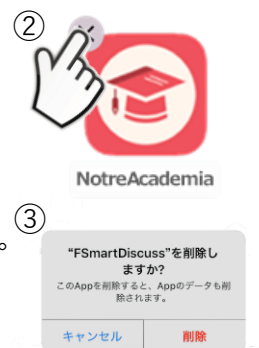 ②
NotreAcademia
③
。
“FSmartDiscuss”を削除し
ますか?
このAppを削除すると、Appのデータも削
除されます。
キャンセル 削除